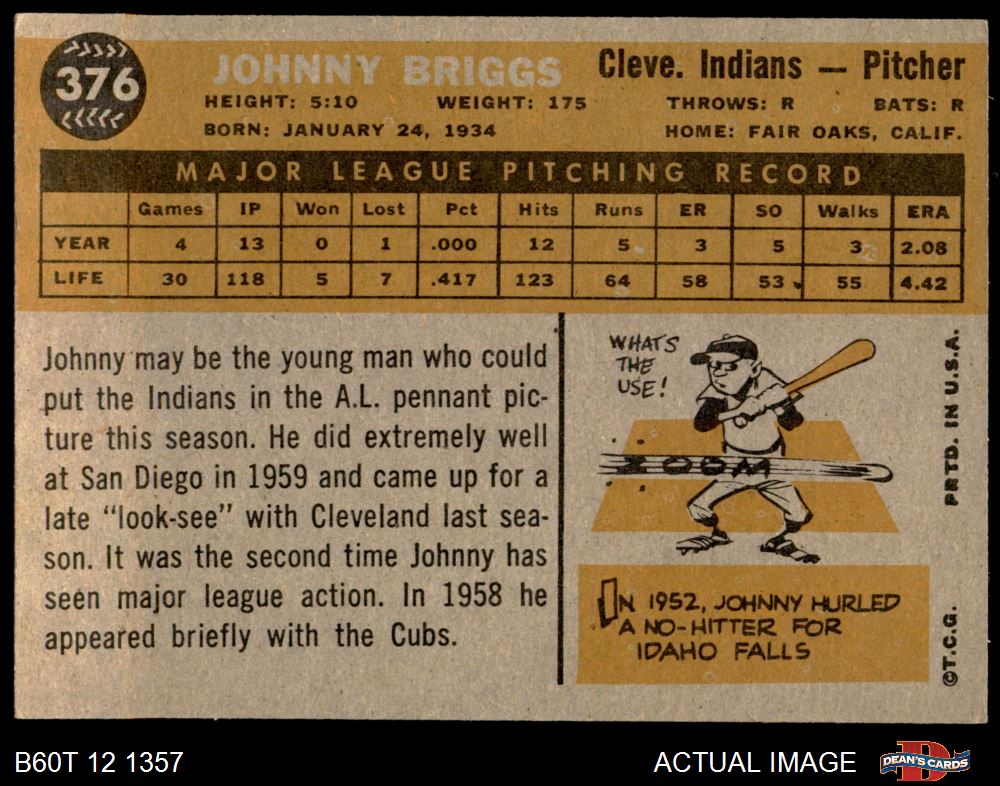 376
JOHNNY BRIGGS
Cleve. Indians — Pitcher
HEIGHT: 5:10 WEIGHT: 175 THROWS: R BATS: R
BORN: JANUARY 24, 1934 HOME: FAIR OAKS, CALIF.
MAJOR LEAGUE PITCHING RECORD
Games IP Won Lost Pct Hits Runs ER SO Walks ERA
YEAR 4 13 0 1 .000 12 5 3 5 3 2.08
LIFE 30 118 5 7 .417 123 64 58 53 55 4.42
Johnny may be the young man who could
put the Indians in the A.L. pennant pic-
ture this season. He did extremely well
at San Diego in 1959 and came up for a
late “look-see” with Cleveland last sea-
son. It was the second time Johnny has
seen major league action. In 1958 he
appeared briefly with the Cubs.
WHAT'S
THE
USE!
ZOOM
IN 1952, JOHNNY HURLED
A NO-HITTER FOR
IDAHO FALLS
PRTD. IN U.S.A.
©T.C.G.
B60T 12 1357
ACTUAL IMAGE
D
DEAN'S CARDS